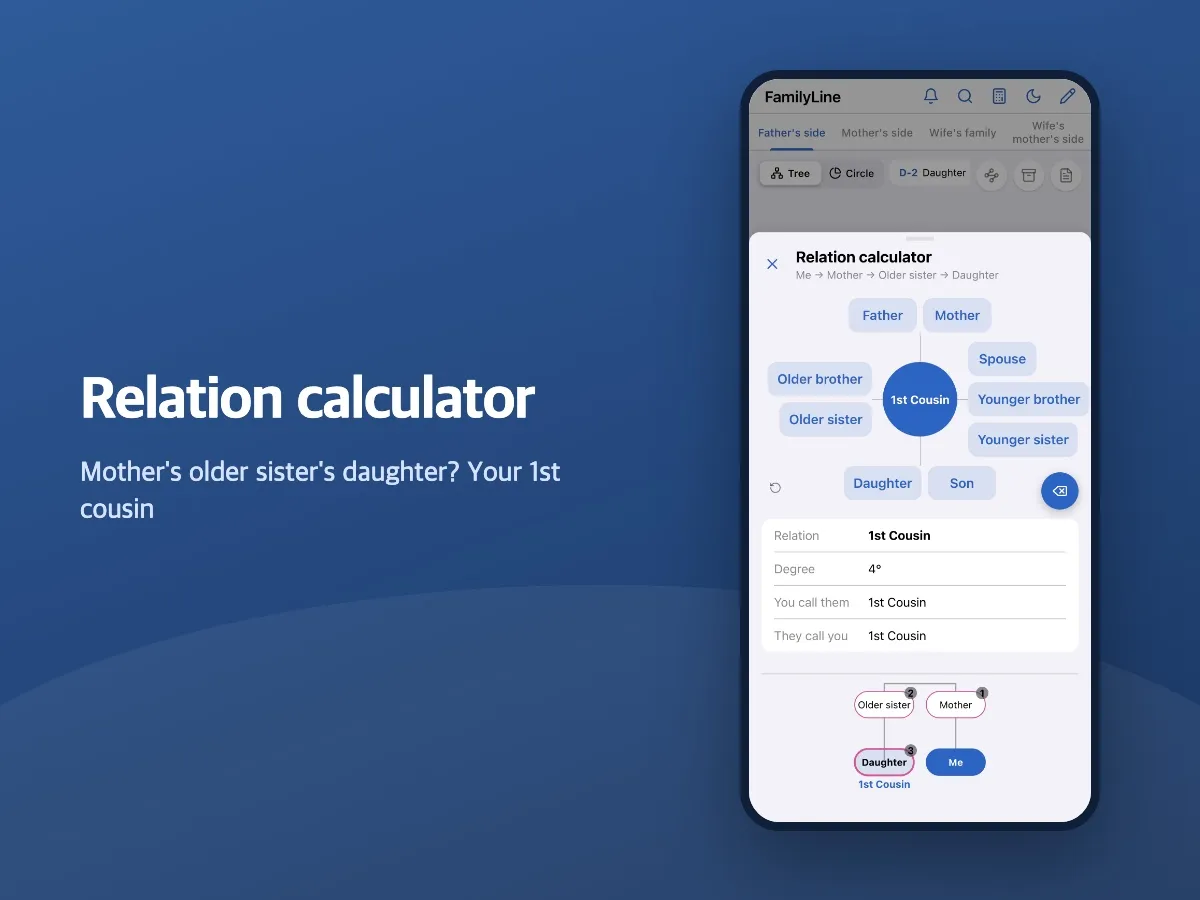 Relation calculator
Mother's older sister's daughter? Your 1st
cousin
FamilyLine
Father's side
Mother's side
Wife's family
Wife's
mother's side
Tree
Circle
D-2 Daughter
Relation calculator
Me → Mother → Older sister → Daughter
Father
Mother
Spouse
Older brother
1st Cousin
Younger brother
Older sister
Younger sister
Daughter
Son
Relation 1st Cousin
Degree 4°
You call them 1st Cousin
They call you 1st Cousin
2
1
Older sister
Mother
3
Daughter
Me
1st Cousin